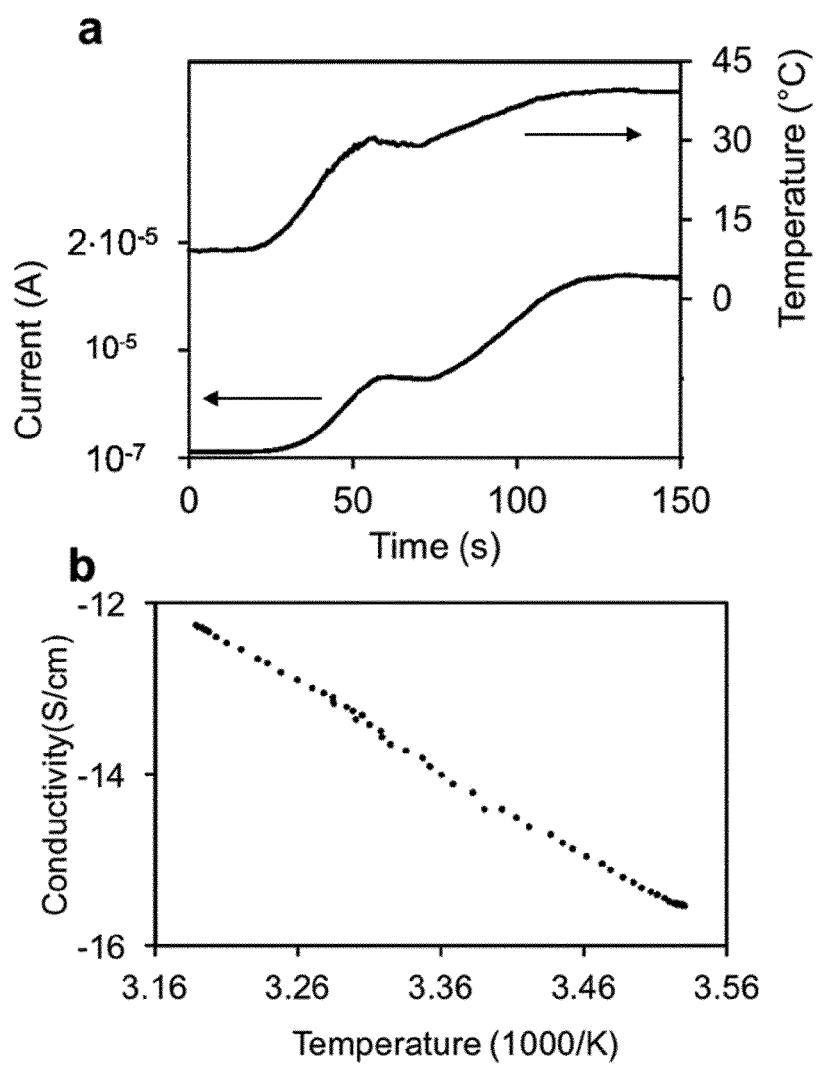 a
45
30
15
0
Temperature (°C)
2·10-5
10-5
10-7
Current (A)
0 50 100 150
Time (s)
b
-12
-14
-16
Conductivity(S/cm)
3.16 3.26 3.36 3.46 3.56
Temperature (1000/K)